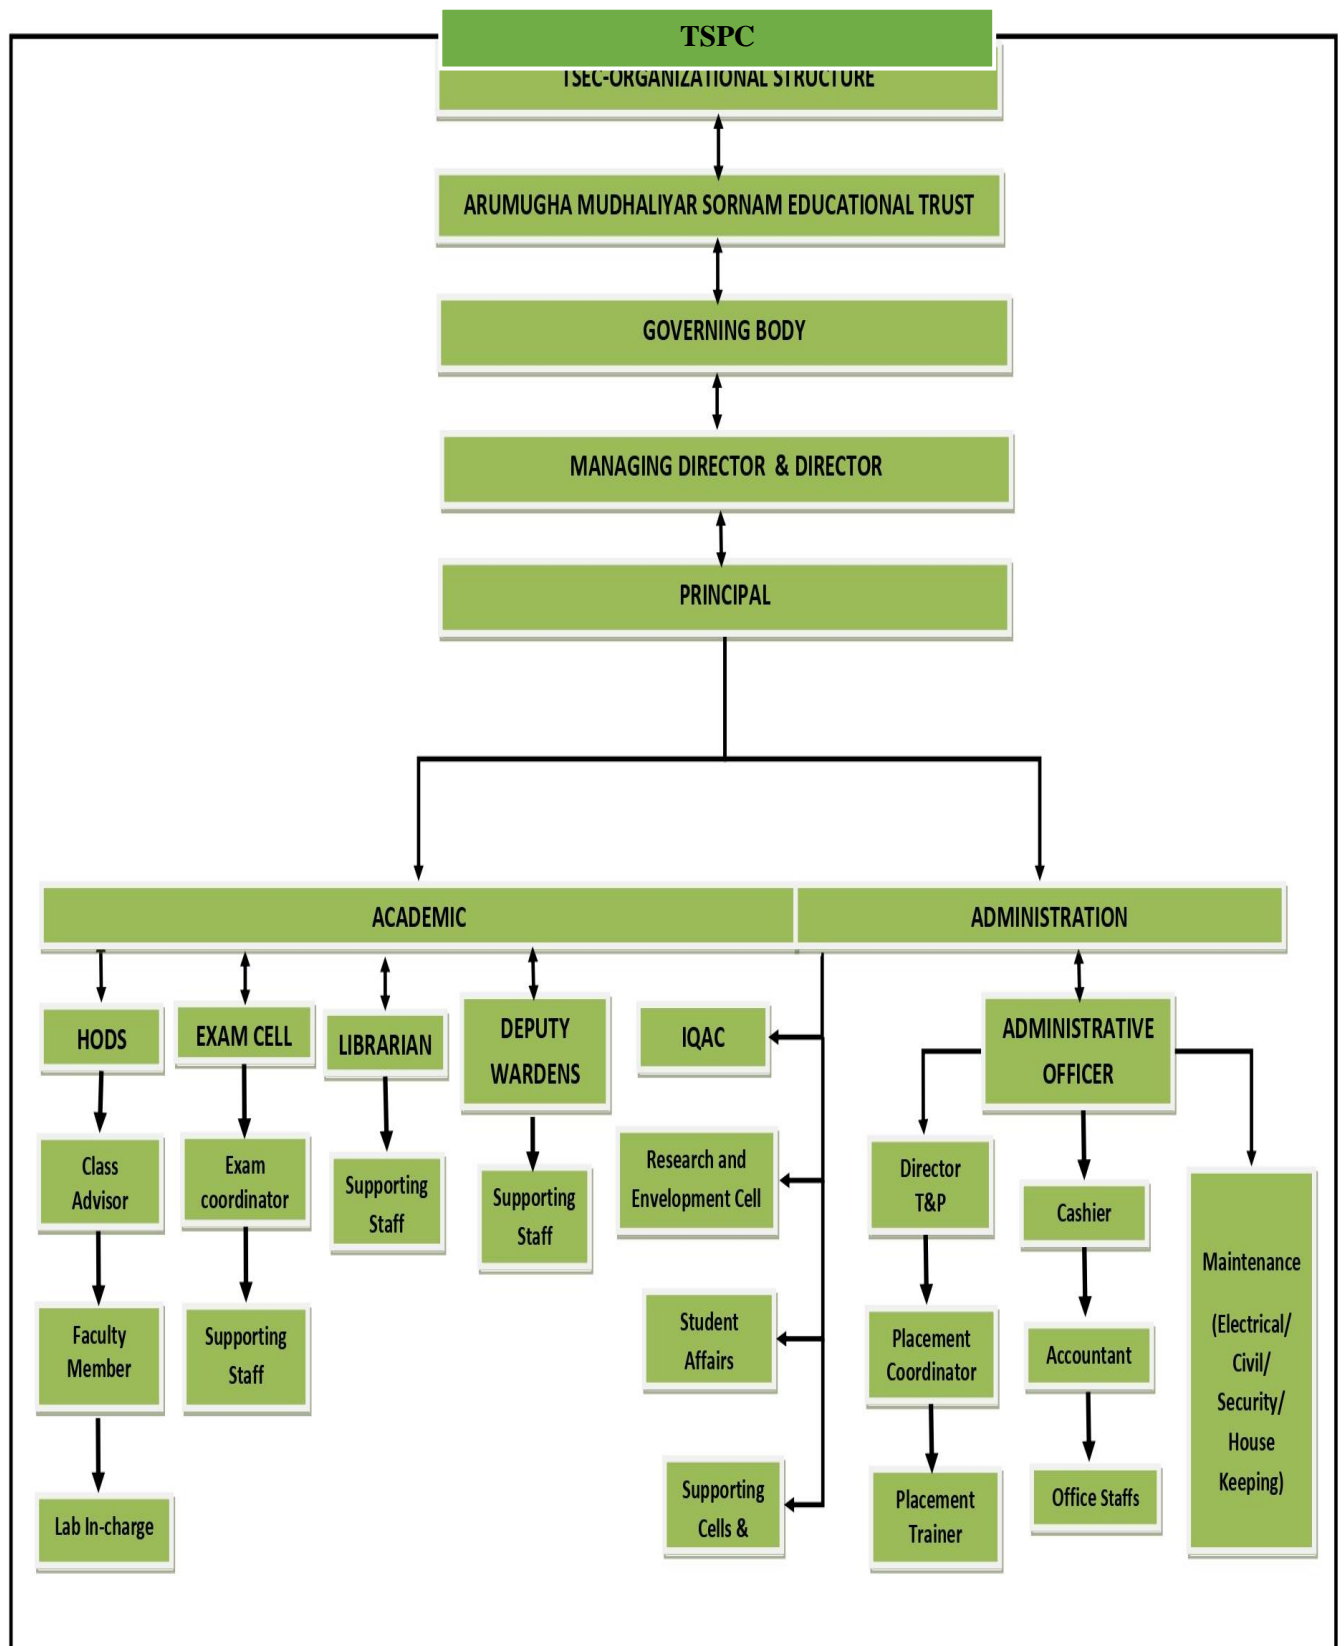 TSPC
TSEC-ORGANIZATIONAL STRUCTURE
ARUMUGHA MUDHALIYAR SORNAM EDUCATIONAL TRUST
GOVERNING BODY
MANAGING DIRECTOR & DIRECTOR
PRINCIPAL
ACADEMIC
ADMINISTRATION
HODS
EXAM CELL
LIBRARIAN
DEPUTY
WARDENS
IQAC
ADMINISTRATIVE
OFFICER
Class
Advisor
Exam
coordinator
Supporting
Staff
Supporting
Staff
Research and
Envelopment Cell
Director
T&P
Cashier
Maintenance
(Electrical/
Civil/
Security/
House
Keeping)
Faculty
Member
Supporting
Staff
Student
Affairs
Placement
Coordinator
Accountant
Lab In-charge
Supporting
Cells &
Placement
Trainer
Office Staffs